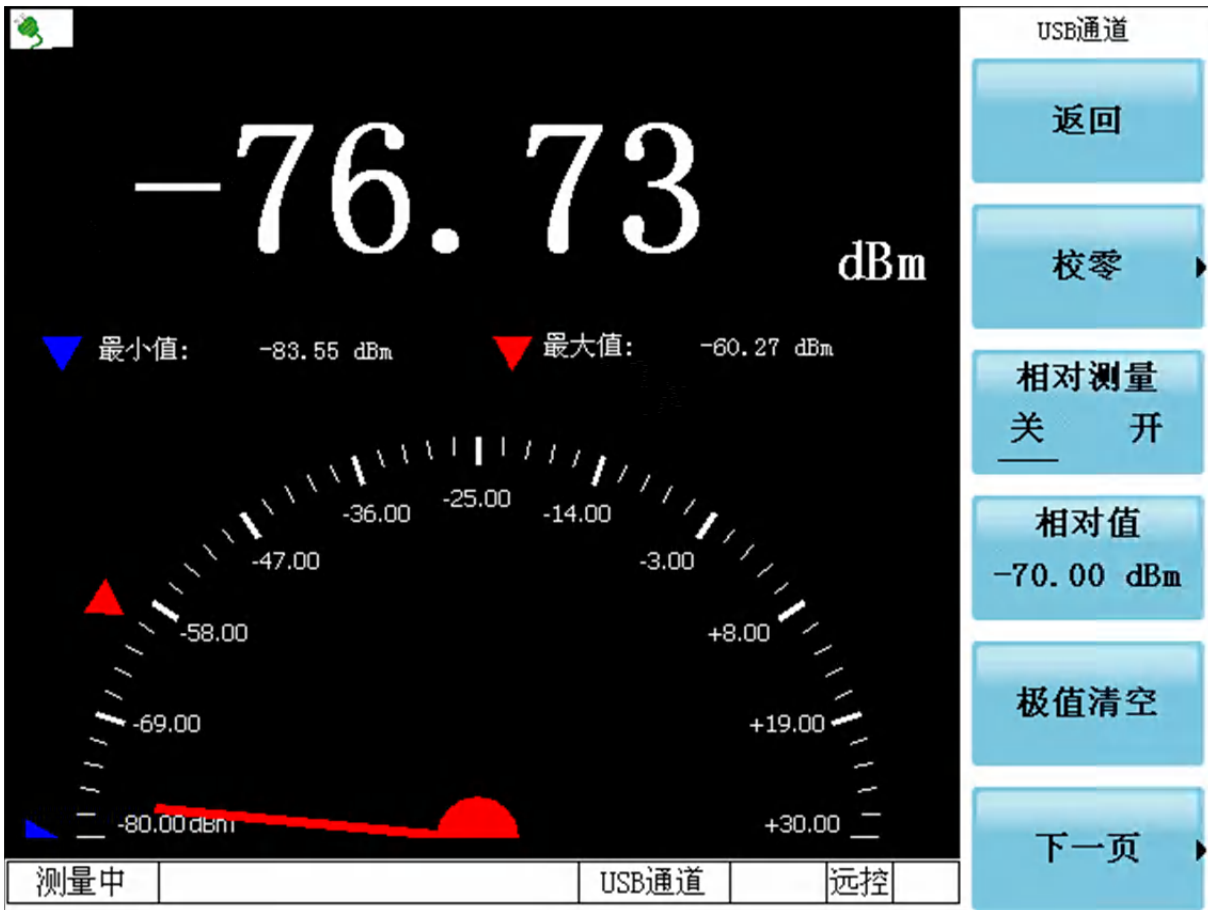 USB通道
返回
校零
相对测量
关 开
相对值
-70.00 dBm
极值清空
下一页
-76.73
dBm
最小值: -83.55 dBm
最大值: -60.27 dBm
-25.00
-36.00
-14.00
-47.00
-3.00
-58.00
+8.00
-69.00
+19.00
-80.00 dBm
+30.00
测量中
USB通道
远控